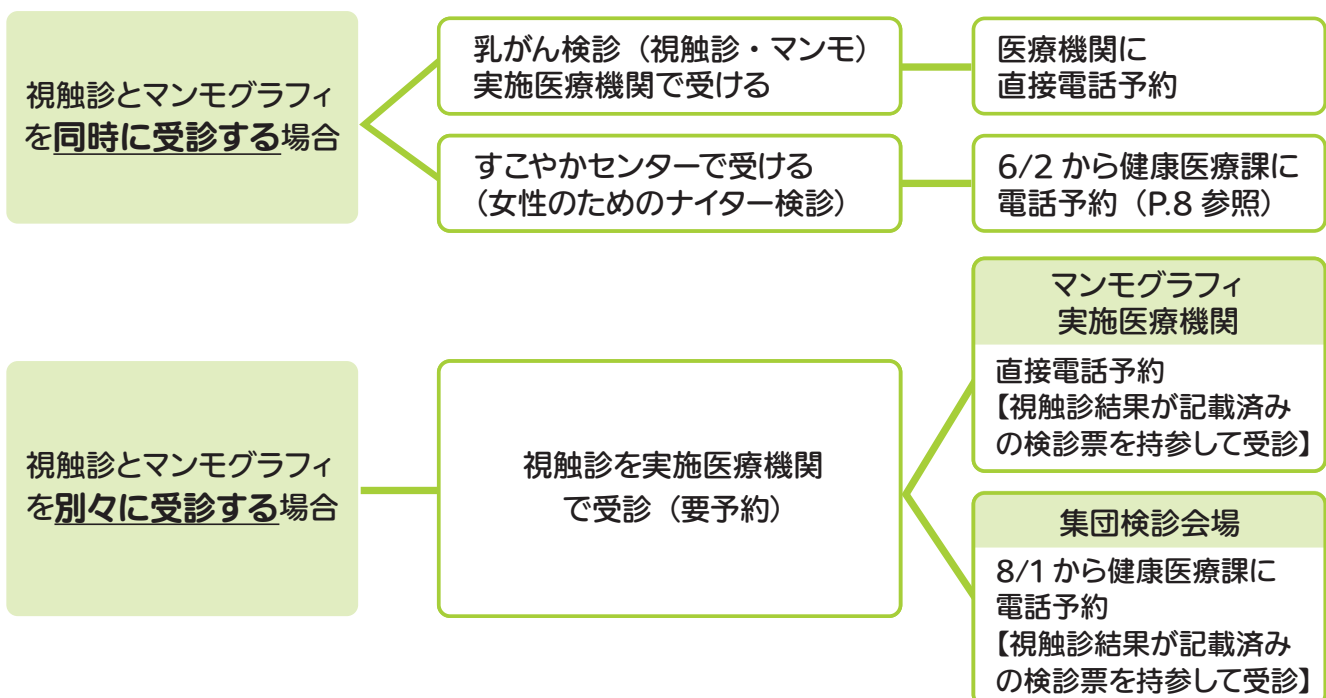 視触診とマンモグラフィ
を同時に受診する場合
乳がん検診（視触診・マンモ）
実施医療機関で受ける
医療機関に
直接電話予約
すこやかセンターで受ける
（女性のためのナイター検診）
6/2 から健康医療課に
電話予約（P.8 参照）
視触診とマンモグラフィ
を別々に受診する場合
視触診を実施医療機関
で受診（要予約）
マンモグラフィ
実施医療機関
直接電話予約
【視触診結果が記載済み
の検診票を持参して受診】
集団検診会場
8/1 から健康医療課に
電話予約
【視触診結果が記載済み
の検診票を持参して受診】